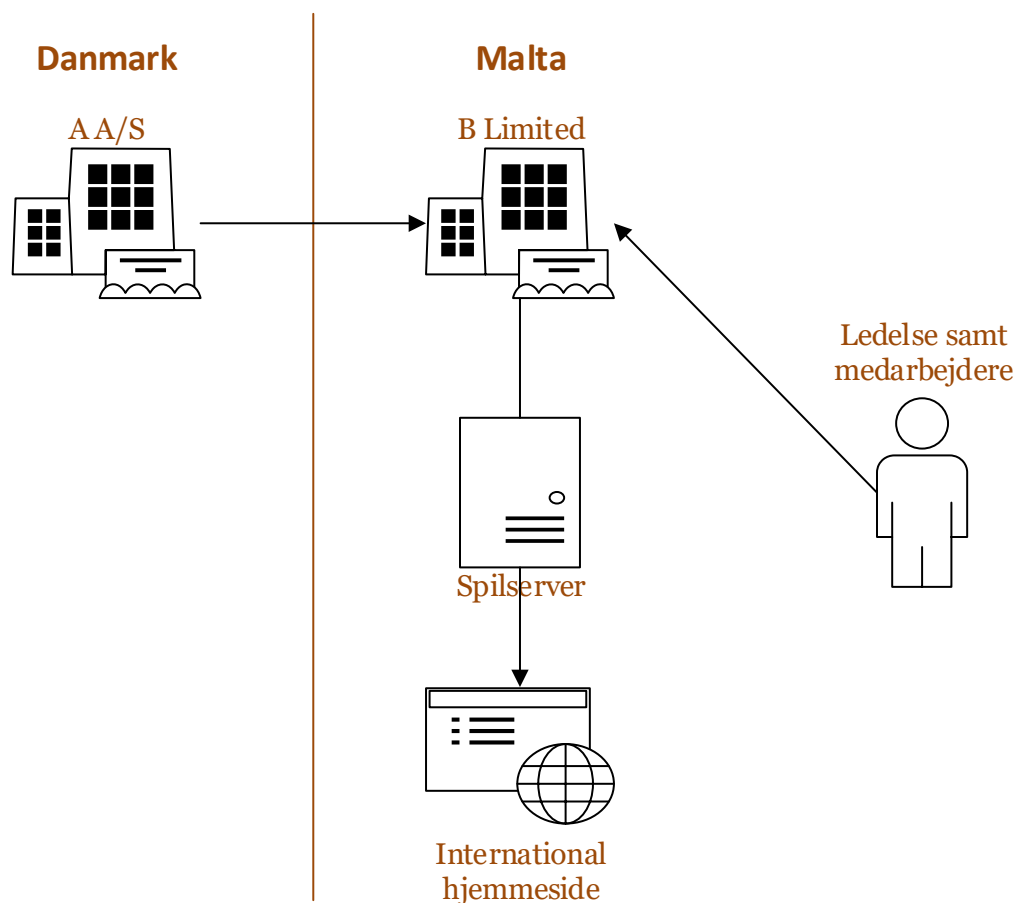 Danmark
Malta
A A/S
B Limited
Ledelse samt
medarbejdere
Spilserver
International
hjemmeside